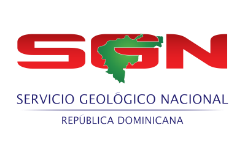 SGN
SERVICIO GEOLÓGICO NACIONAL
REPÚBLICA DOMINICANA